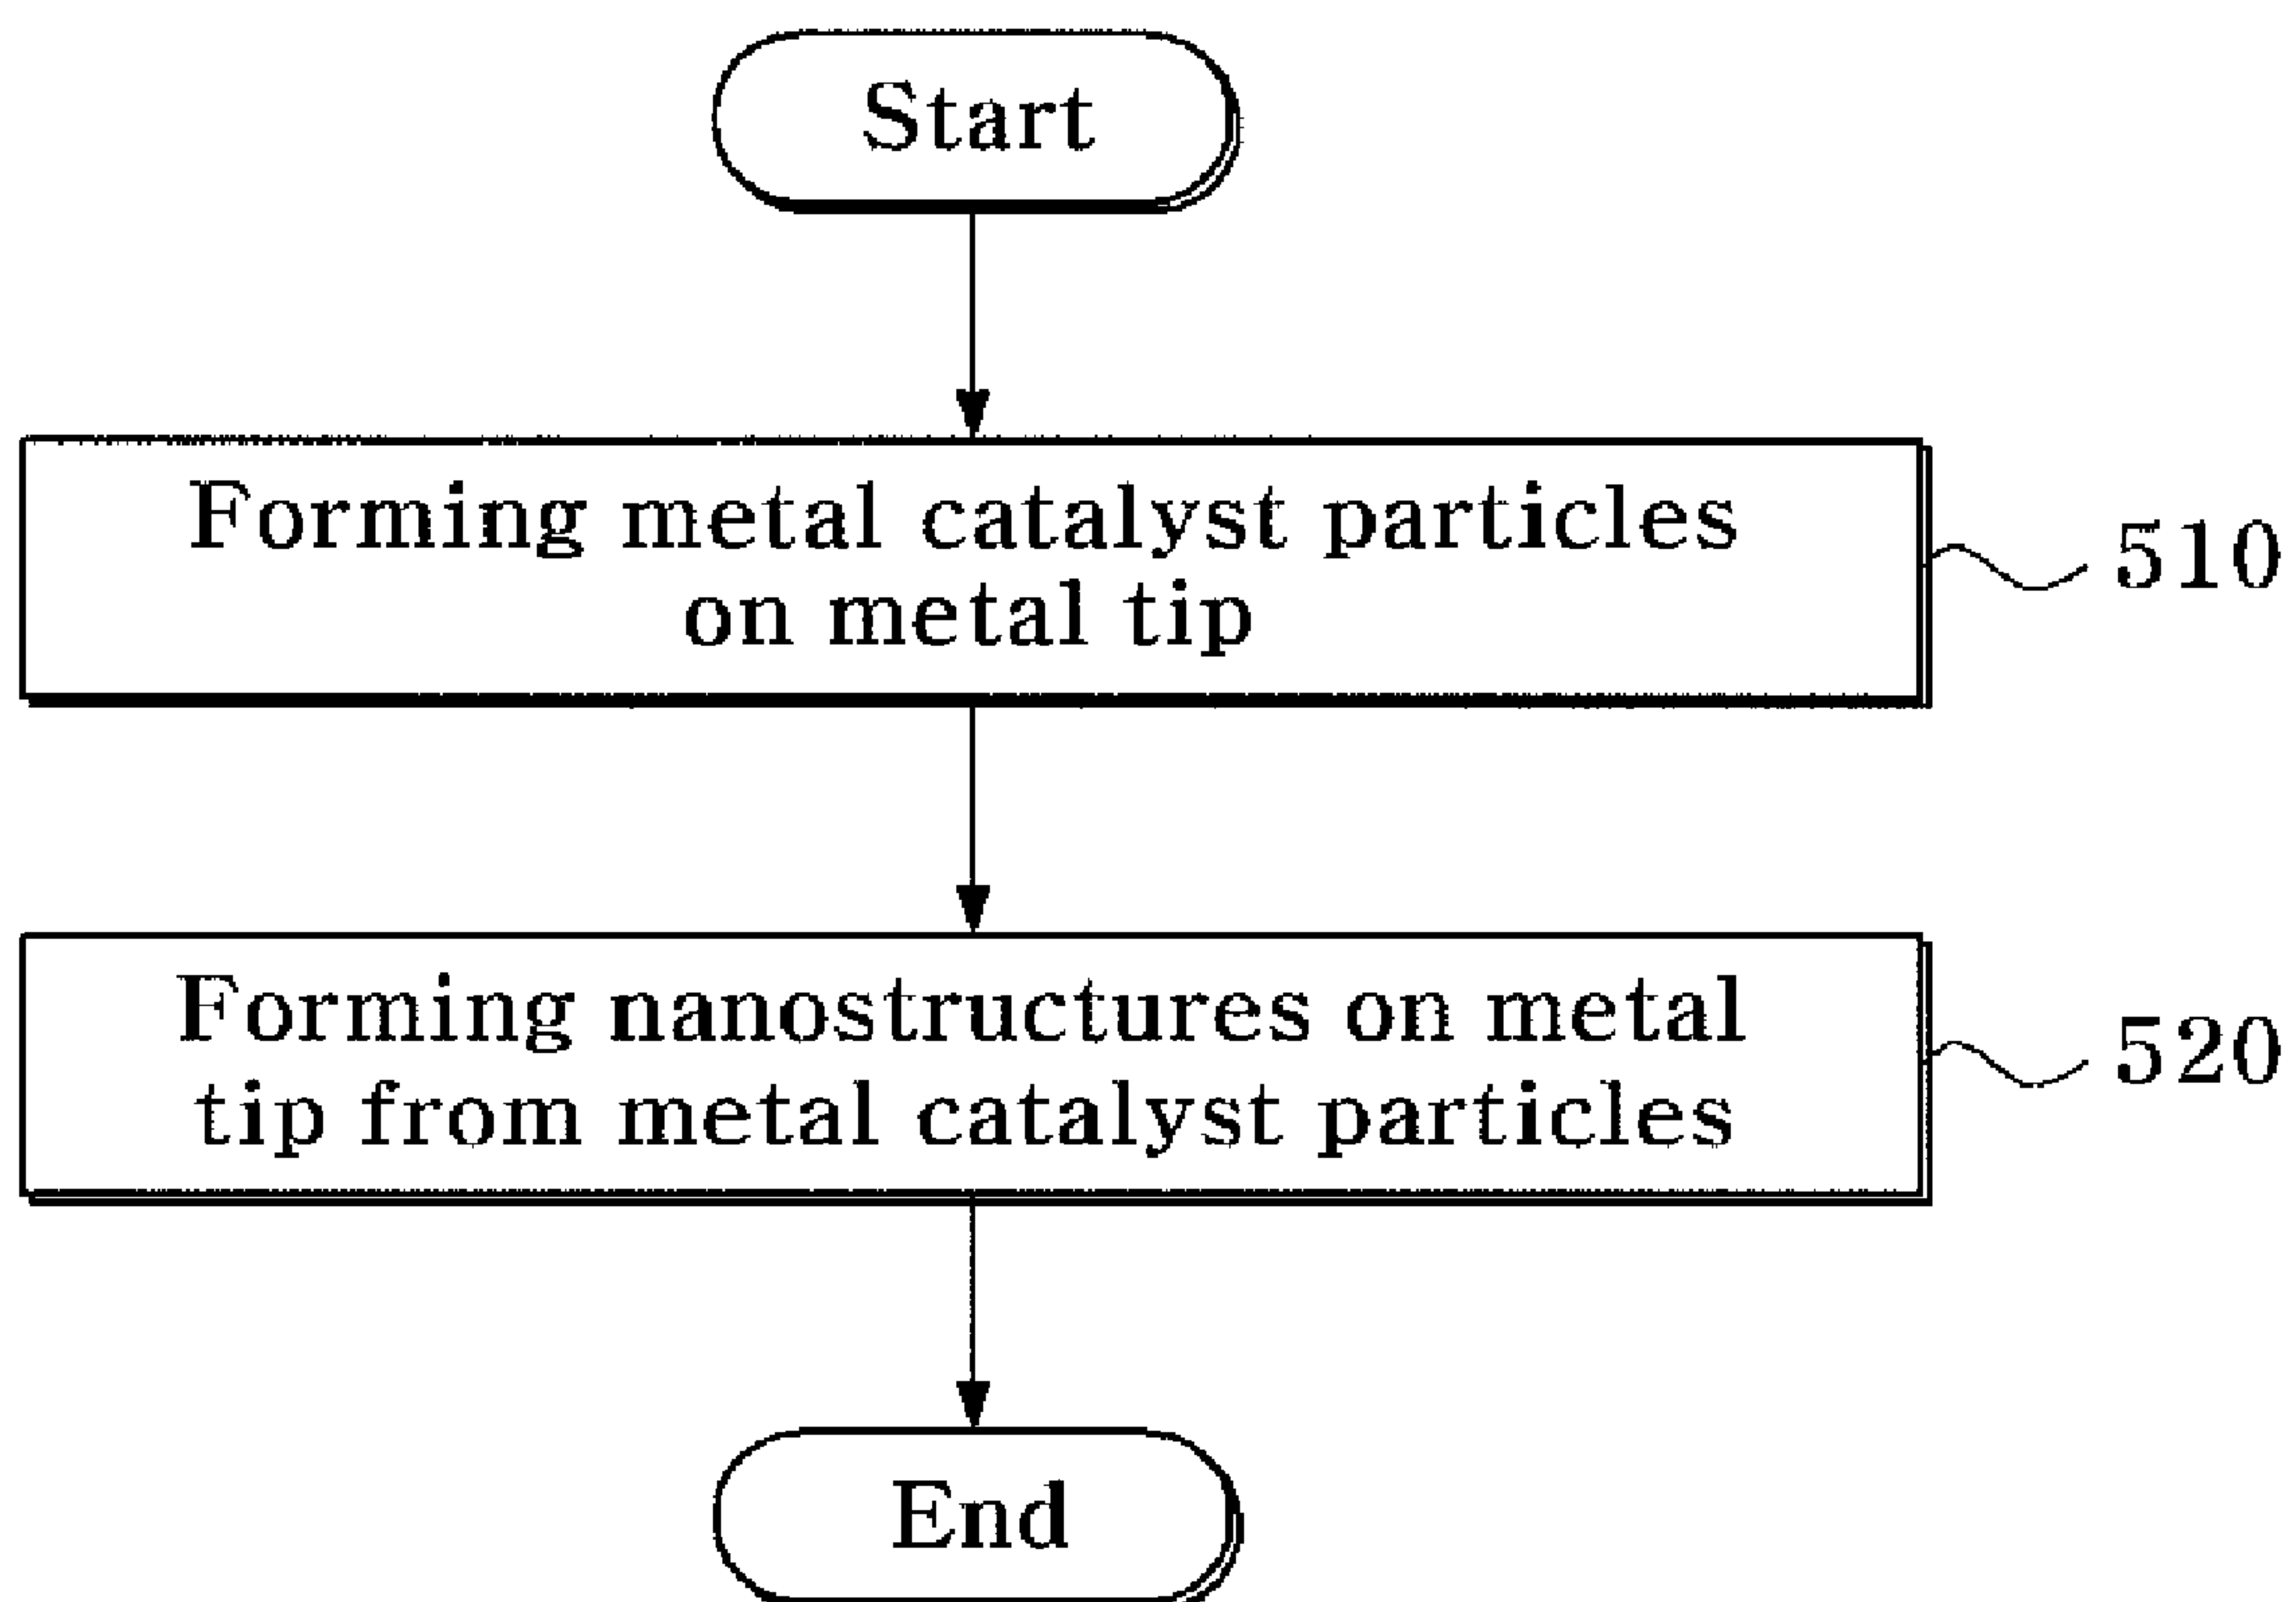 Start
Forming metal catalyst particles
on metal tip
510
Forming nanostructures on metal
tip from metal catalyst particles
520
End